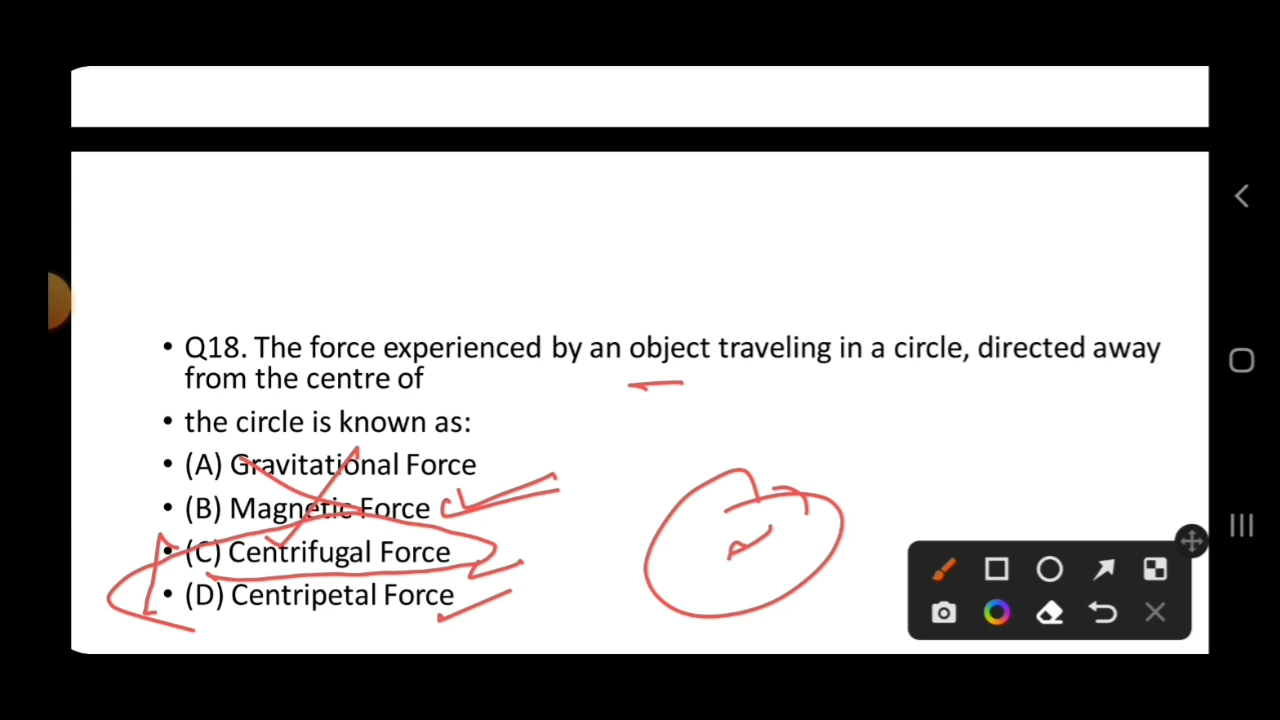 • Q18. The force experienced by an object traveling in a circle, directed away
from the centre of
• the circle is known as:
• (A) Gravitational Force
• (B) Magnetic Force
• (C) Centrifugal Force
• (D) Centripetal Force